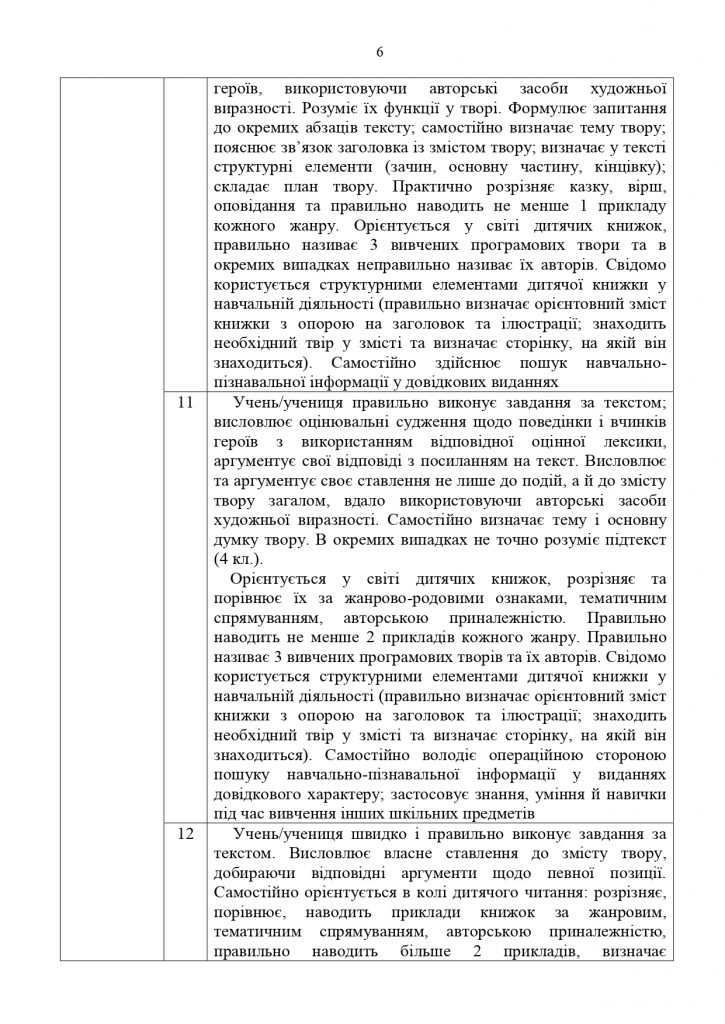 6
героїв, використовуючи авторські засоби художньої
виразності. Розуміє їх функції у творі. Формулює запитання
до окремих абзаців тексту; самостійно визначає тему твору;
пояснює зв’язок заголовка із змістом твору; визначає у тексті
структурні елементи (зачин, основну частину, кінцівку);
складає план твору. Практично розрізняє казку, вірш,
оповідання та правильно наводить не менше 1 прикладу
кожного жанру. Орієнтується у світі дитячих книжок,
правильно називає 3 вивчених програмових твори та в
окремих випадках неправильно називає їх авторів. Свідомо
користується структурними елементами дитячої книжки у
навчальній діяльності (правильно визначає орієнтовний зміст
книжки з опорою на заголовок та ілюстрації; знаходить
необхідний твір у змісті та визначає сторінку, на якій він
знаходиться). Самостійно здійснює пошук навчально-
пізнавальної інформації у довідкових виданнях
11 Учень/учениця правильно виконує завдання за текстом;
висловлює оцінювальні судження щодо поведінки і вчинків
героїв з використанням відповідної оцінної лексики,
аргументує свої відповіді з посиланням на текст. Висловлює
та аргументує своє ставлення не лише до подій, а й до змісту
твору загалом, вдало використовуючи авторські засоби
художньої виразності. Самостійно визначає тему і основну
думку твору. В окремих випадках не точно розуміє підтекст
(4 кл.).
Орієнтується у світі дитячих книжок, розрізняє та
порівнює їх за жанрово-родовими ознаками, тематичним
спрямуванням, авторською приналежністю. Правильно
наводить не менше 2 прикладів кожного жанру. Правильно
називає 3 вивчених програмових творів та їх авторів. Свідомо
користується структурними елементами дитячої книжки у
навчальній діяльності (правильно визначає орієнтовний зміст
книжки з опорою на заголовок та ілюстрації; знаходить
необхідний твір у змісті та визначає сторінку, на якій він
знаходиться). Самостійно володіє операційною стороною
пошуку навчально-пізнавальної інформації у виданнях
довідкового характеру; застосовує знання, уміння й навички
під час вивчення інших шкільних предметів
12 Учень/учениця швидко і правильно виконує завдання за
текстом. Висловлює власне ставлення до змісту твору,
добираючи відповідні аргументи щодо певної позиції.
Самостійно орієнтується в колі дитячого читання: розрізняє,
порівнює, наводить приклади книжок за жанровим,
тематичним спрямуванням, авторською приналежністю,
правильно наводить більше 2 прикладів, визначає